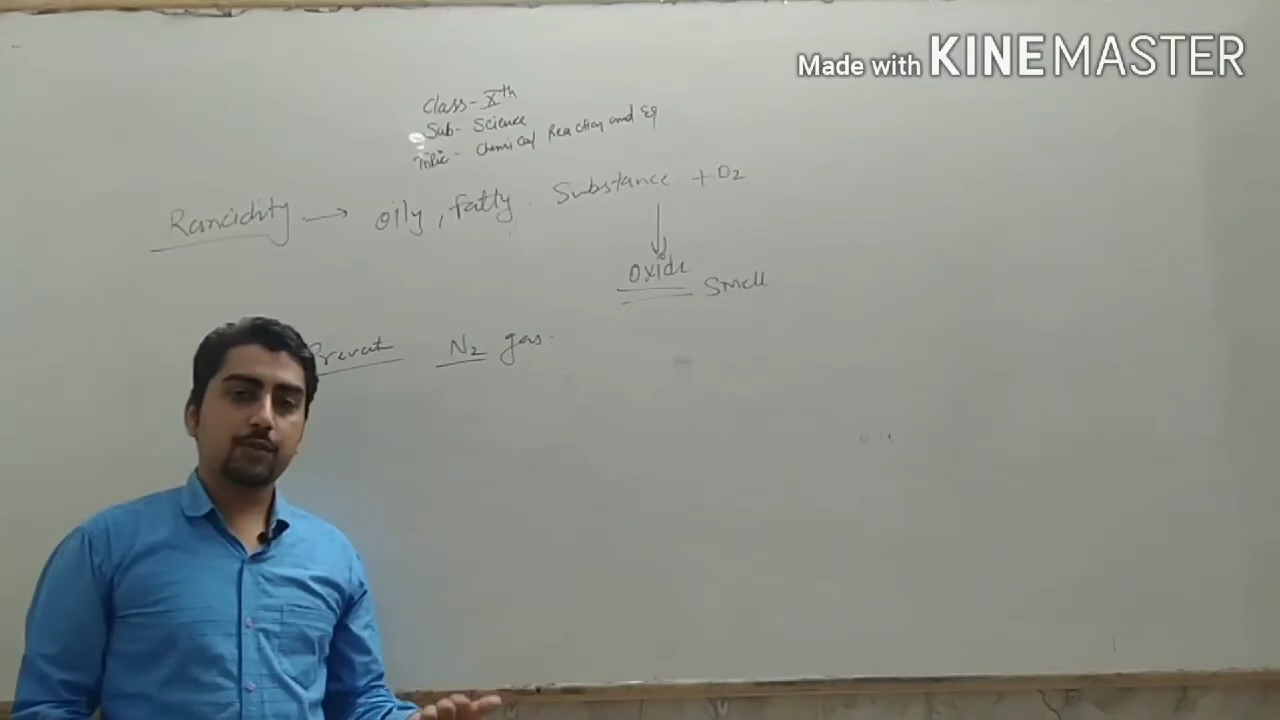 Made with KINEMASTER
Class-Xth
Sub- Science
Topic - Chemical Reaction and Eq
Rancidity → oily, fatty. Substance + O2
↓
Oxide Smell
Prevent N2 gas.